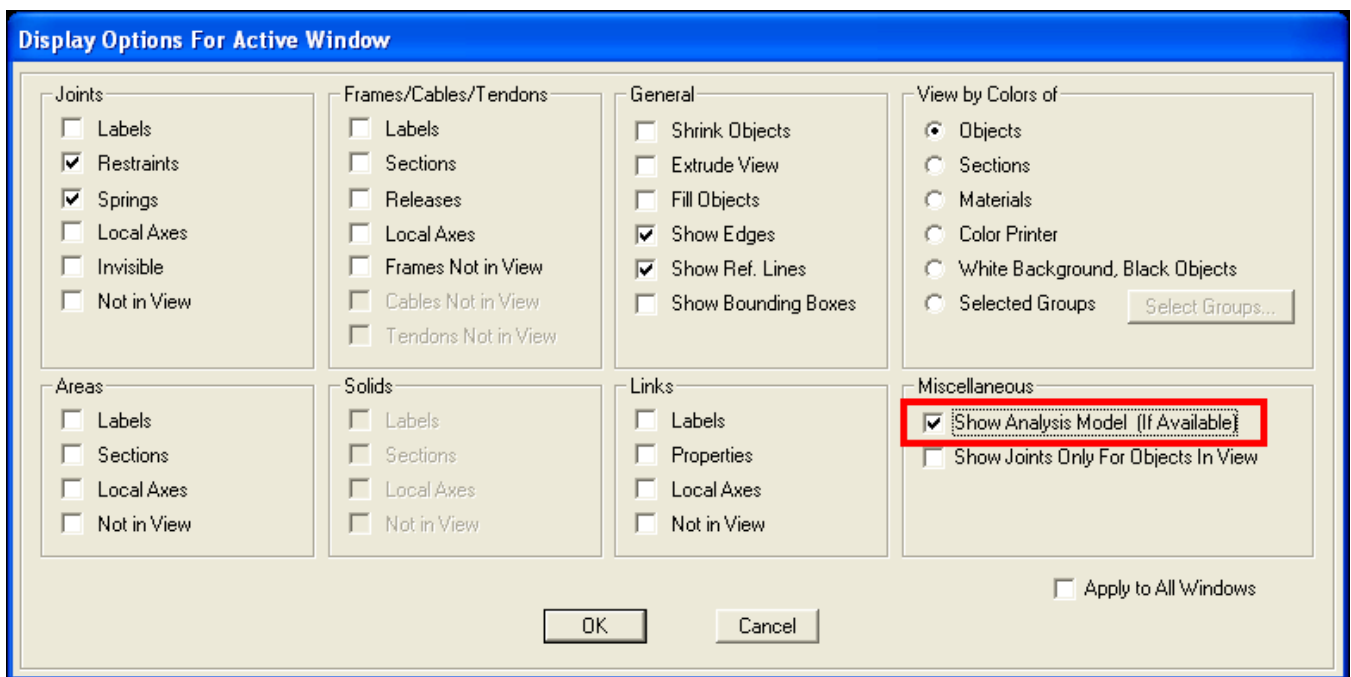 Display Options For Active Window
Joints
Labels
Restraints
Springs
Local Axes
Invisible
Not in View
Frames/Cables/Tendons
Labels
Sections
Releases
Local Axes
Frames Not in View
Cables Not in View
Tendons Not in View
General
Shrink Objects
Extrude View
Fill Objects
Show Edges
Show Ref. Lines
Show Bounding Boxes
View by Colors of
Objects
Sections
Materials
Color Printer
White Background, Black Objects
Selected Groups
Select Groups...
Areas
Labels
Sections
Local Axes
Not in View
Solids
Labels
Sections
Local Axes
Not in View
Links
Labels
Properties
Local Axes
Not in View
Miscellaneous
Show Analysis Model (If Available)
Show Joints Only For Objects In View
Apply to All Windows
OK
Cancel